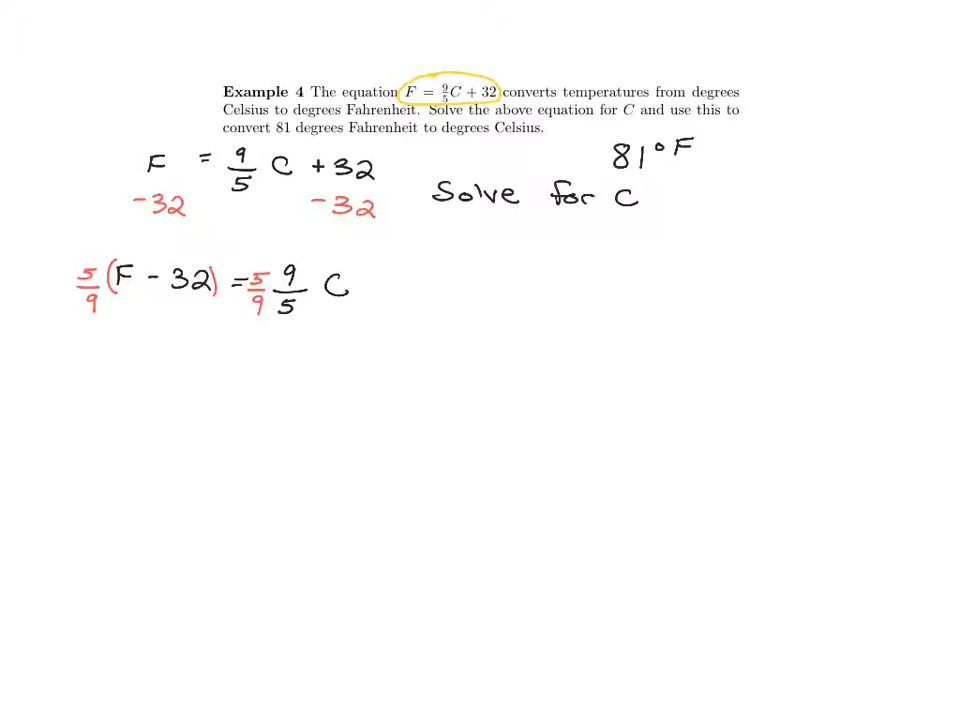 Example 4 The equation F = 9/5 C + 32 converts temperatures from degrees
Celsius to degrees Fahrenheit. Solve the above equation for C and use this to
convert 81 degrees Fahrenheit to degrees Celsius.
F = 9/5 C + 32
81° F
-32 -32
Solve for C
5/9 (F - 32) = 5/9 9/5 C